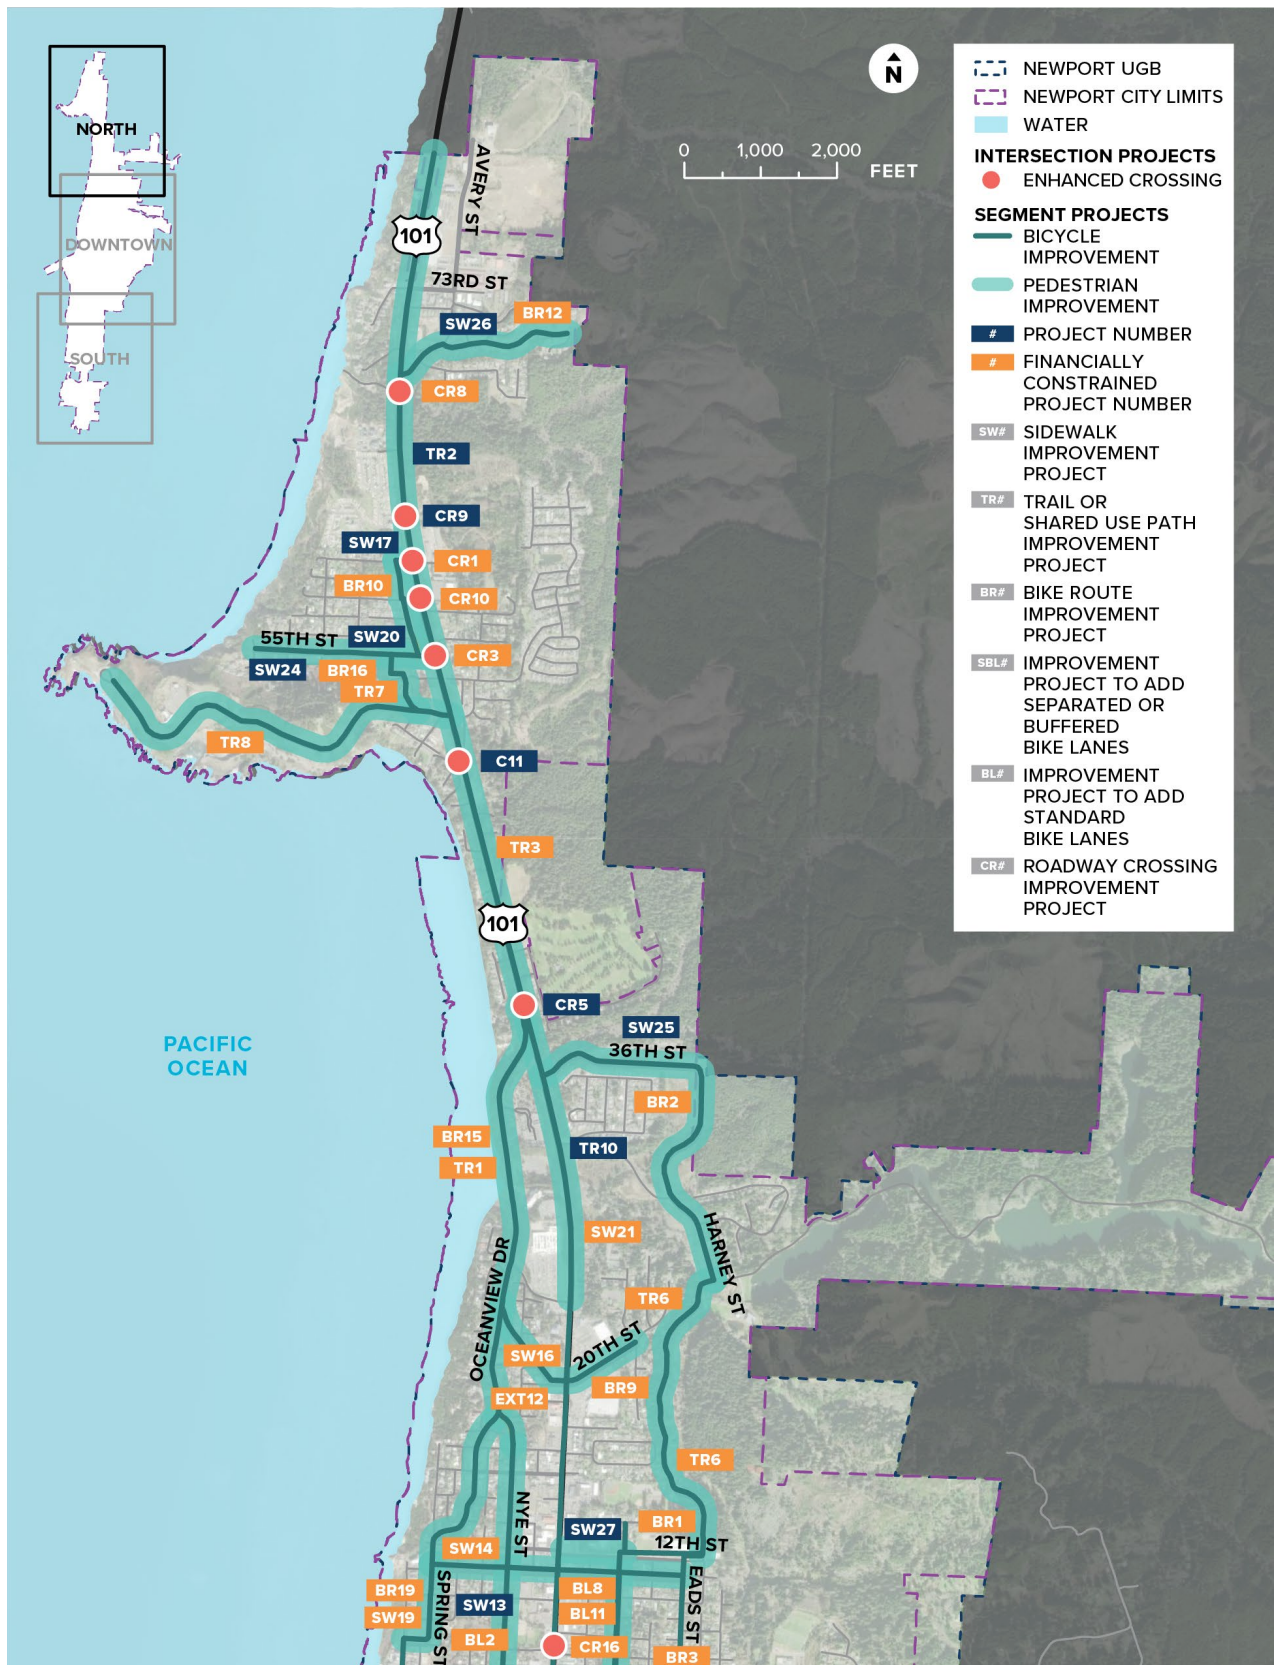 NORTH
DOWNTOWN
SOUTH
N
0 1,000 2,000
FEET
NEWPORT UGB
NEWPORT CITY LIMITS
WATER
INTERSECTION PROJECTS
ENHANCED CROSSING
SEGMENT PROJECTS
BICYCLE
IMPROVEMENT
PEDESTRIAN
IMPROVEMENT
# PROJECT NUMBER
# FINANCIALLY
CONSTRAINED
PROJECT NUMBER
SW# SIDEWALK
IMPROVEMENT
PROJECT
TR# TRAIL OR
SHARED USE PATH
IMPROVEMENT
PROJECT
BR# BIKE ROUTE
IMPROVEMENT
PROJECT
SBL# IMPROVEMENT
PROJECT TO ADD
SEPARATED OR
BUFFERED
BIKE LANES
BL# IMPROVEMENT
PROJECT TO ADD
STANDARD
BIKE LANES
CR# ROADWAY CROSSING
IMPROVEMENT
PROJECT
AVERY ST
101
73RD ST
BR12
SW26
CR8
TR2
CR9
SW17
CR1
BR10
CR10
55TH ST
SW20
CR3
SW24
BR16
TR7
TR8
C11
TR3
101
CR5
PACIFIC
OCEAN
SW25
36TH ST
BR2
BR15
TR10
TR1
SW21
HARNEY ST
OCEANVIEW DR
TR6
SW16
20TH ST
BR9
EXT12
TR6
NYE ST
SW27
BR1
12TH ST
SW14
BR19
SPRING ST
SW13
BL8
EADS ST
SW19
BL11
BL2
CR16
BR3